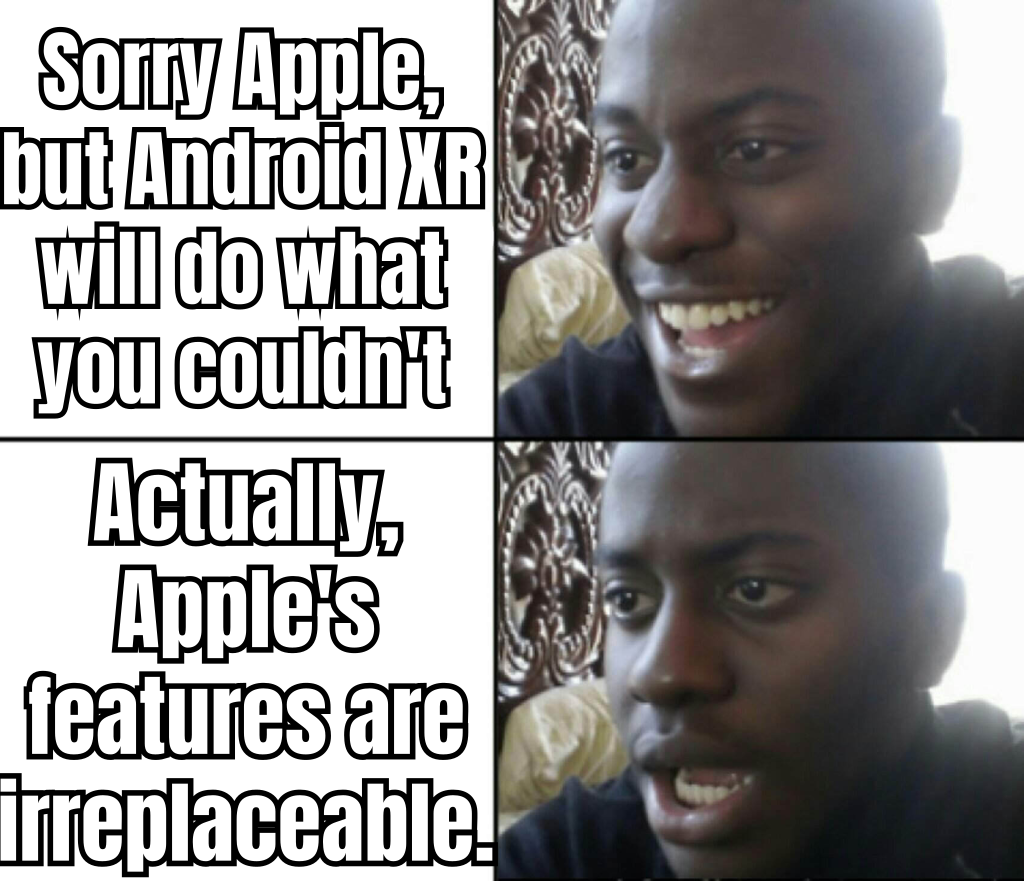 Sorry Apple,
but Android XR
will do what
you couldn't
Actually,
Apple's
features are
irreplaceable.